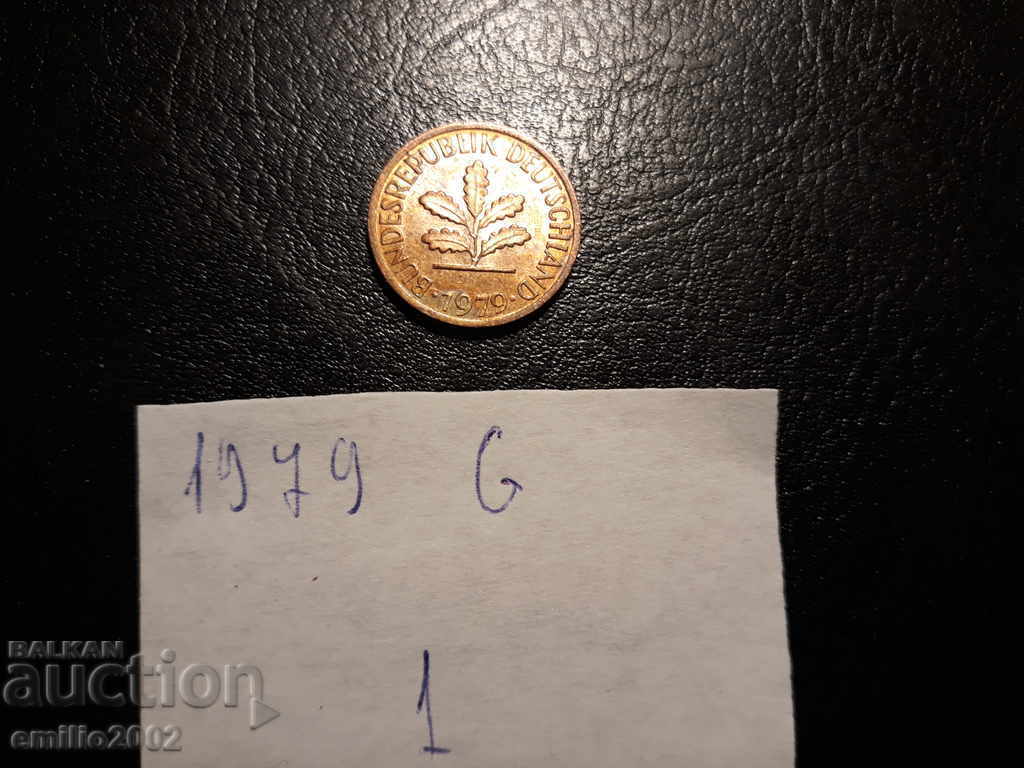 BUNDESREPUBLIK DEUTSCHLAND
· 1979 ·
1979 G
1
BALKAN
auction
emilio2002